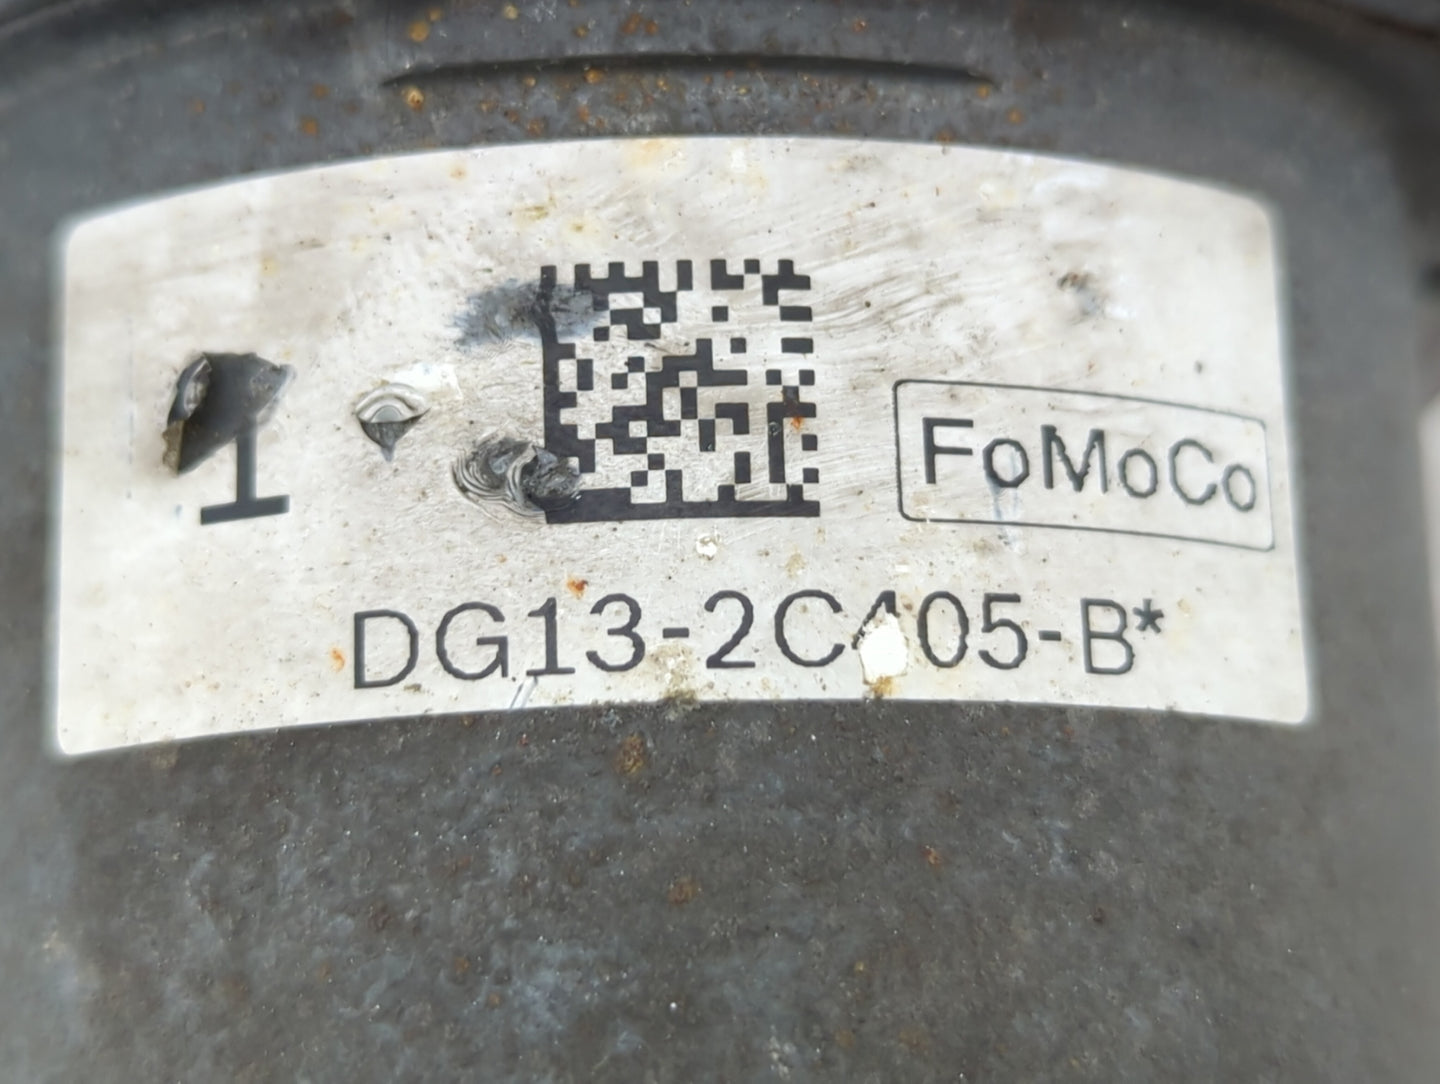 1
FoMoCo
DG13-2C405-B*